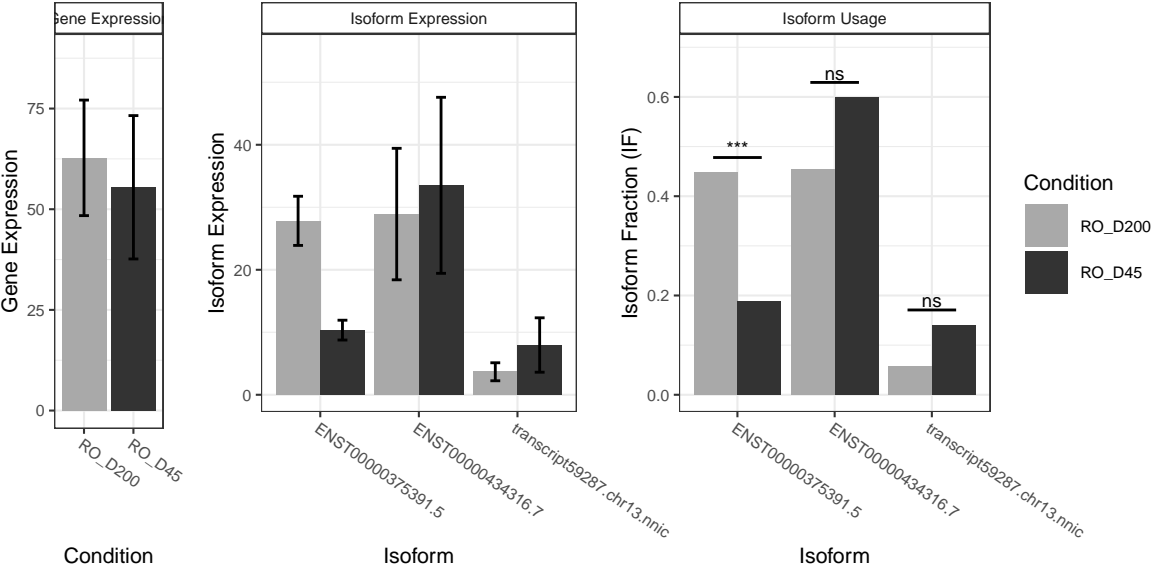 Gene Expression
Isoform Expression
Isoform Usage
Gene Expression
75
50
25
0
RO_D200
RO_D45
Condition
Isoform Expression
40
20
0
ENST00000375391.5
ENST00000434316.7
transcript59287.chr13.nnic
Isoform
Isoform Fraction (IF)
0.6
0.4
0.2
0.0
***
ns
ns
ENST00000375391.5
ENST00000434316.7
transcript59287.chr13.nnic
Isoform
Condition
RO_D200
RO_D45